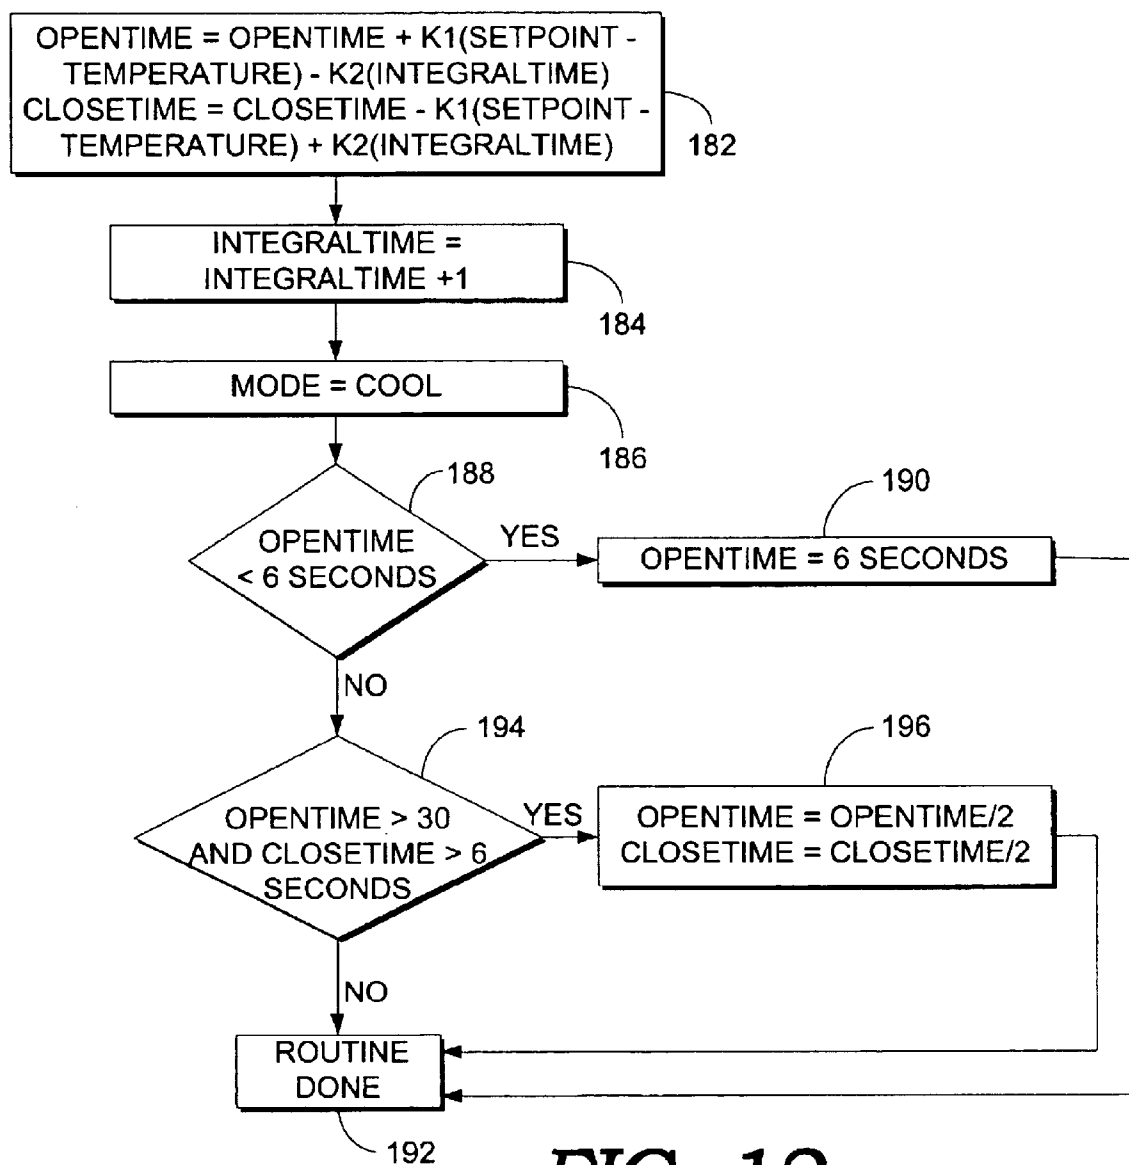 OPENTIME = OPENTIME + K1(SETPOINT -
TEMPERATURE) - K2(INTEGRALTIME)
CLOSETIME = CLOSETIME - K1(SETPOINT -
TEMPERATURE) + K2(INTEGRALTIME)
182
INTEGRALTIME =
INTEGRALTIME +1
184
MODE = COOL
186
188
OPENTIME
< 6 SECONDS
YES
190
OPENTIME = 6 SECONDS
NO
194
OPENTIME > 30
AND CLOSETIME > 6
SECONDS
YES
196
OPENTIME = OPENTIME/2
CLOSETIME = CLOSETIME/2
NO
ROUTINE
DONE
192